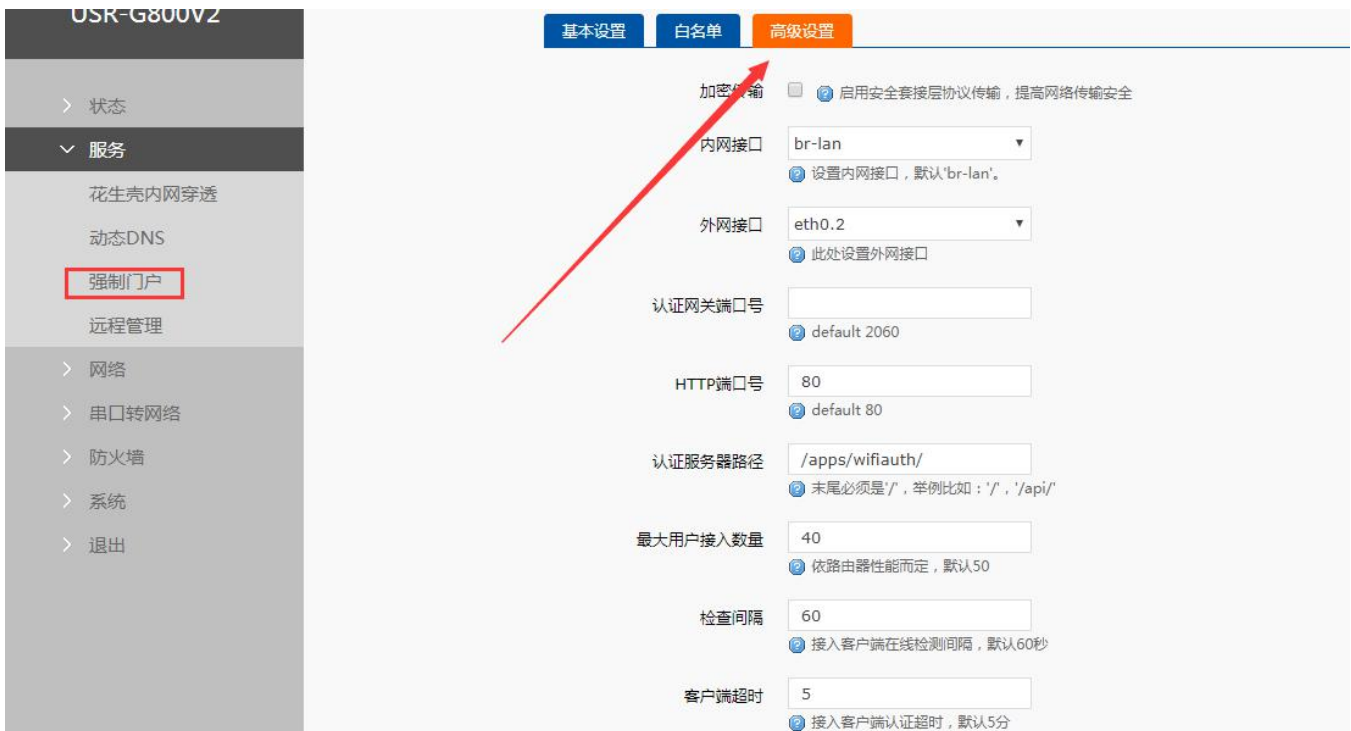 USR-G800V2
状态
服务
花生壳内网穿透
动态DNS
强制门户
远程管理
网络
串口转网络
防火墙
系统
退出
基本设置 白名单 高级设置
加密传输 启用安全套接层协议传输，提高网络传输安全
内网接口 br-lan
设置内网接口，默认'br-lan'。
外网接口 eth0.2
此处设置外网接口
认证网关端口号
default 2060
HTTP端口号 80
default 80
认证服务器路径 /apps/wifiauth/
末尾必须是'/'，举例比如：'/'，'/api/'
最大用户接入数量 40
依路由器性能而定，默认50
检查间隔 60
接入客户端在线检测间隔，默认60秒
客户端超时 5
接入客户端认证超时，默认5分